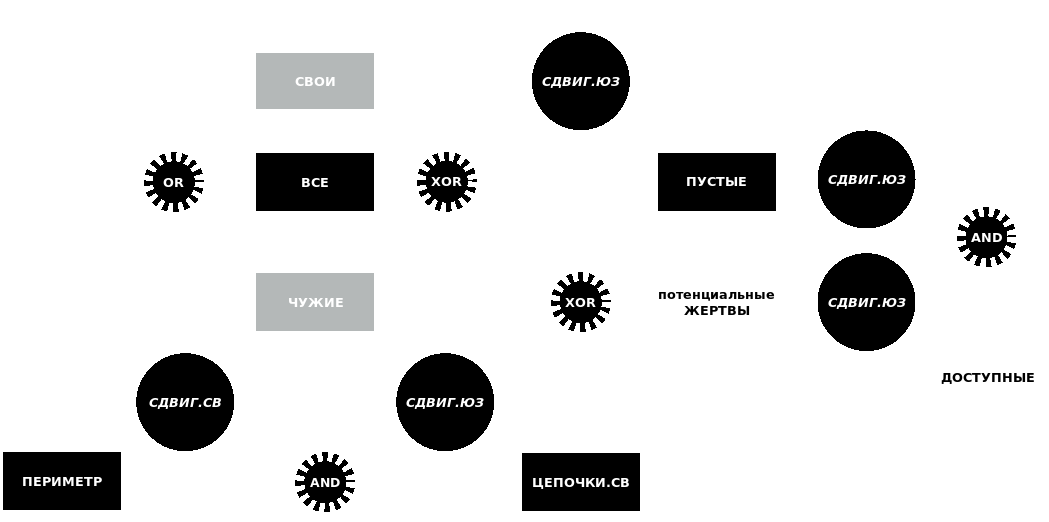 СВОИ
СДВИГ.ЮЗ
OR
ВСЕ
XOR
ПУСТЫЕ
СДВИГ.ЮЗ
AND
ЧУЖИЕ
XOR
потенциальные
ЖЕРТВЫ
СДВИГ.ЮЗ
ДОСТУПНЫЕ
СДВИГ.СВ
СДВИГ.ЮЗ
ПЕРИМЕТР
AND
ЦЕПОЧКИ.СВ